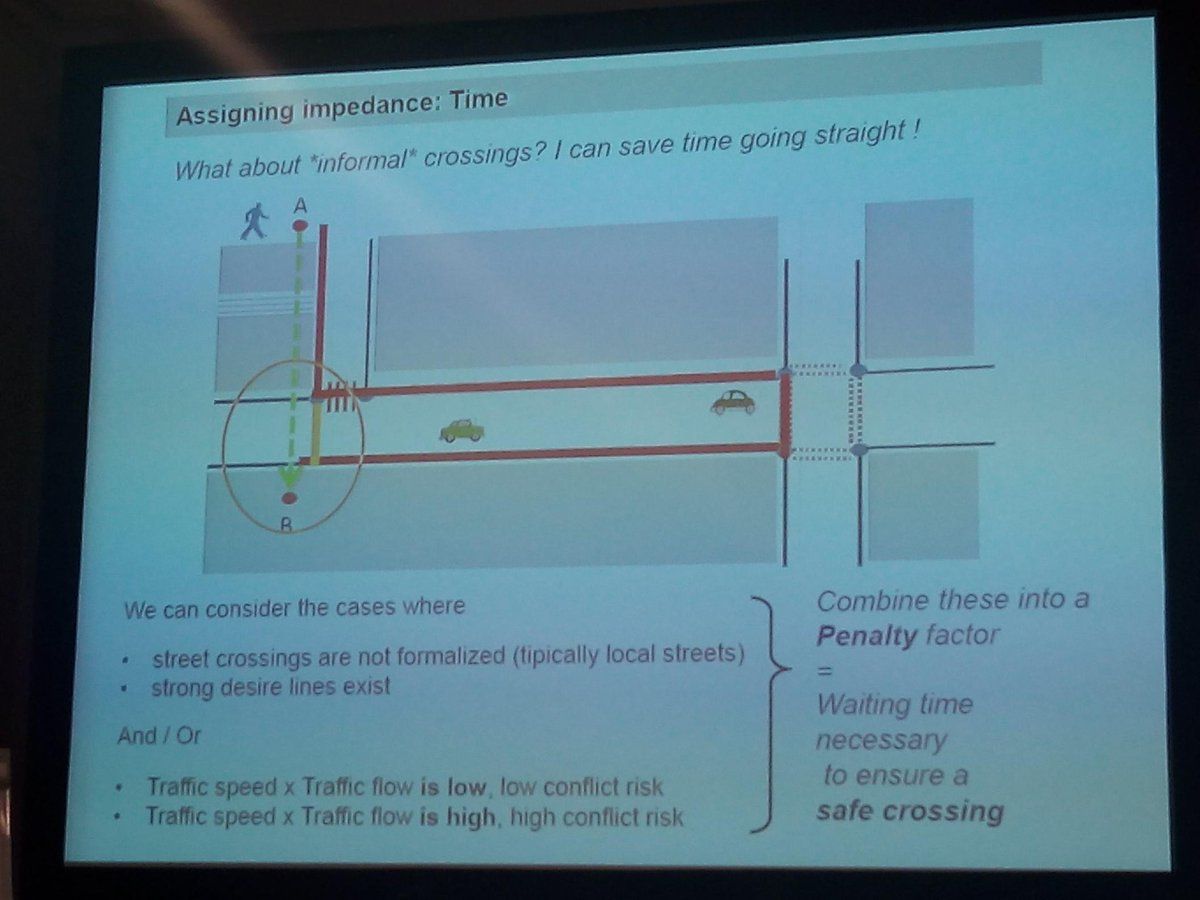 Assigning impedance: Time
What about *informal* crossings? I can save time going straight !
A
B
We can consider the cases where
• street crossings are not formalized (tipically local streets)
• strong desire lines exist
And / Or
• Traffic speed x Traffic flow is low, low conflict risk
• Traffic speed x Traffic flow is high, high conflict risk
Combine these into a
Penalty factor
=
Waiting time
necessary
to ensure a
safe crossing